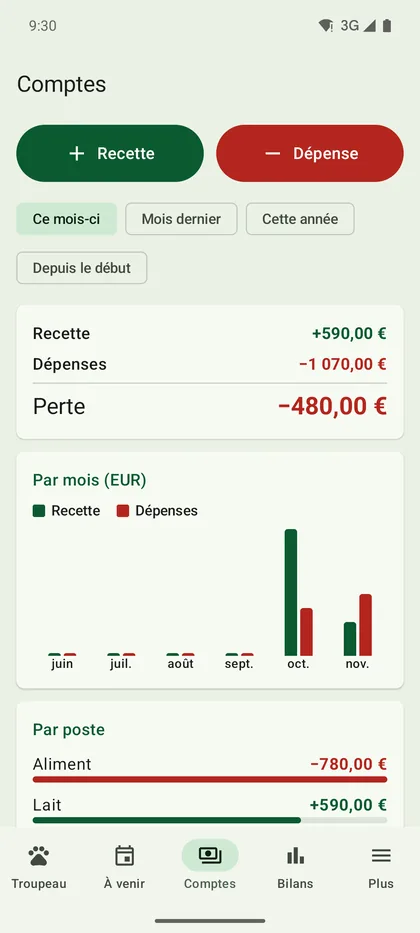 9:30 3G
Comptes
+ Recette − Dépense
Ce mois-ci Mois dernier Cette année
Depuis le début
Recette +590,00 €
Dépenses −1 070,00 €
Perte −480,00 €
Par mois (EUR)
Recette Dépenses
juin juil. août sept. oct. nov.
Par poste
Aliment −780,00 €
Lait +590,00 €
Troupeau À venir Comptes Bilans Plus